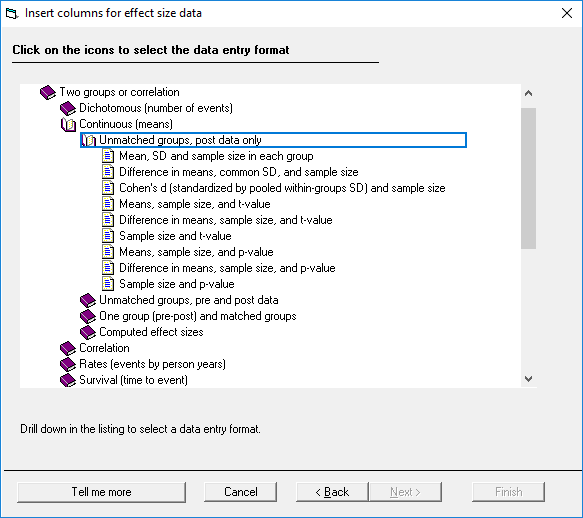 Insert columns for effect size data
Click on the icons to select the data entry format
Two groups or correlation
Dichotomous (number of events)
Continuous (means)
Unmatched groups, post data only
Mean, SD and sample size in each group
Difference in means, common SD, and sample size
Cohen's d (standardized by pooled within-groups SD) and sample size
Means, sample size, and t-value
Difference in means, sample size, and t-value
Sample size and t-value
Means, sample size, and p-value
Difference in means, sample size, and p-value
Sample size and p-value
Unmatched groups, pre and post data
One group (pre-post) and matched groups
Computed effect sizes
Correlation
Rates (events by person years)
Survival (time to event)
Drill down in the listing to select a data entry format.
Tell me more Cancel < Back Next > Finish